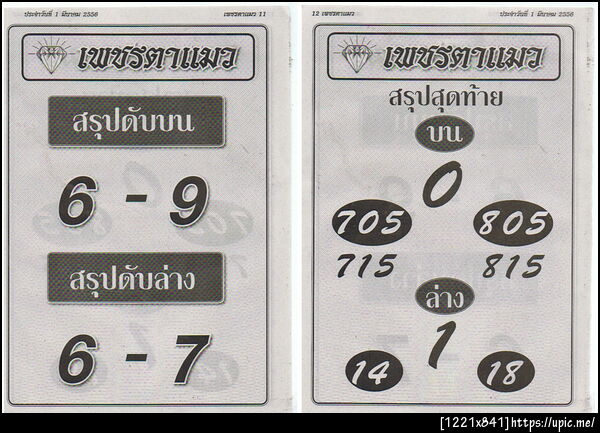 ประจำวันที่ 1 มีนาคม 2556
เพชรตาแมว 11
เพชรตาแมว
สรุปดับบน
6 - 9
สรุปดับล่าง
6 - 7
12 เพชรตาแมว
ประจำวันที่ 1 มีนาคม 2556
เพชรตาแมว
สรุปสุดท้าย
บน
0
705 805
715 815
ล่าง
1
14 18
[1221x841]https://upic.me/